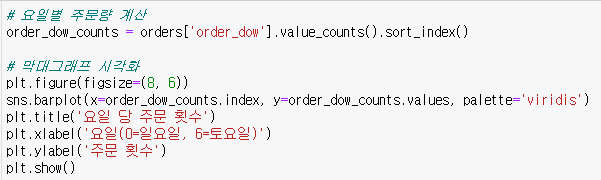 # 요일별 주문량 계산
order_dow_counts = orders['order_dow'].value_counts().sort_index()
# 막대그래프 시각화
plt.figure(figsize=(8, 6))
sns.barplot(x=order_dow_counts.index, y=order_dow_counts.values, palette='viridis')
plt.title('요일 당 주문 횟수')
plt.xlabel('요일(0=일요일, 6=토요일)')
plt.ylabel('주문 횟수')
plt.show()